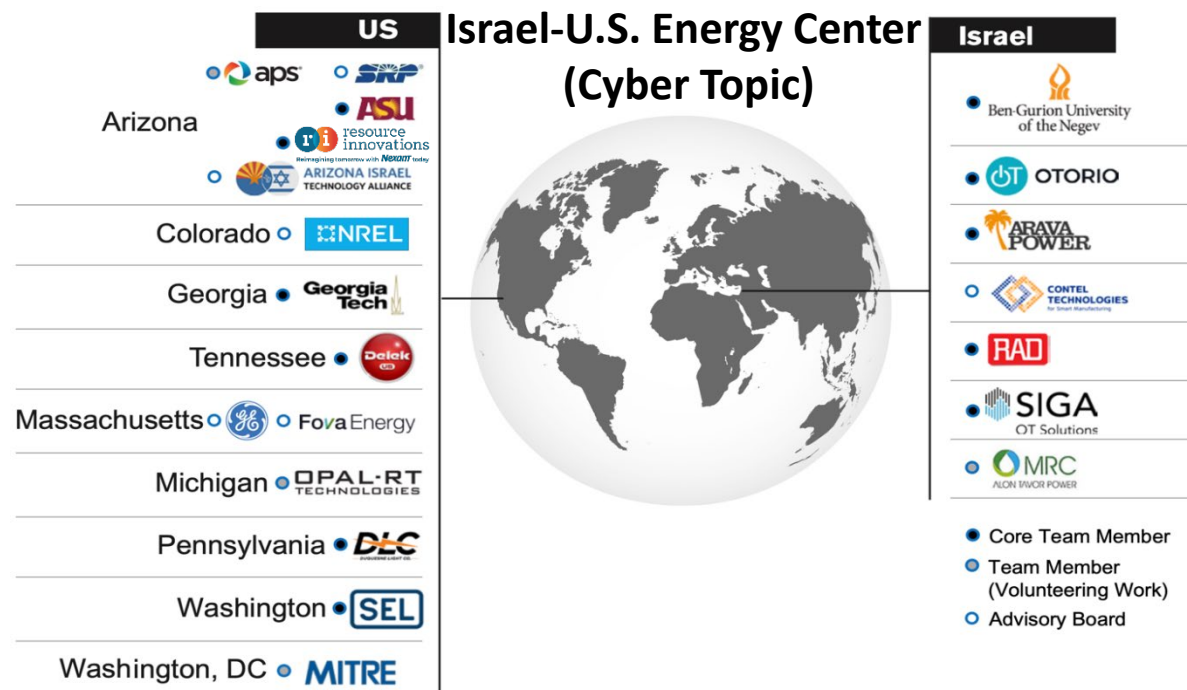 Israel-U.S. Energy Center
(Cyber Topic)
US
Arizona
aps
SRP
ASU
ri resource
innovations
Reimagining tomorrow with Nexant today
ARIZONA ISRAEL
TECHNOLOGY ALLIANCE
Colorado
NREL
Georgia
Georgia
Tech
Tennessee
Delek
US
Massachusetts
GE
Fova Energy
Michigan
OPAL-RT
TECHNOLOGIES
Pennsylvania
DLC
DUQUESNE LIGHT CO.
Washington
SEL
Washington, DC
MITRE
Israel
Ben-Gurion University
of the Negev
OT OTORIO
ARAVA
POWER
CONTEL
TECHNOLOGIES
for Smart Manufacturing
RAD
SIGA
OT Solutions
MRC
ALON TAVOR POWER
Core Team Member
Team Member
(Volunteering Work)
Advisory Board